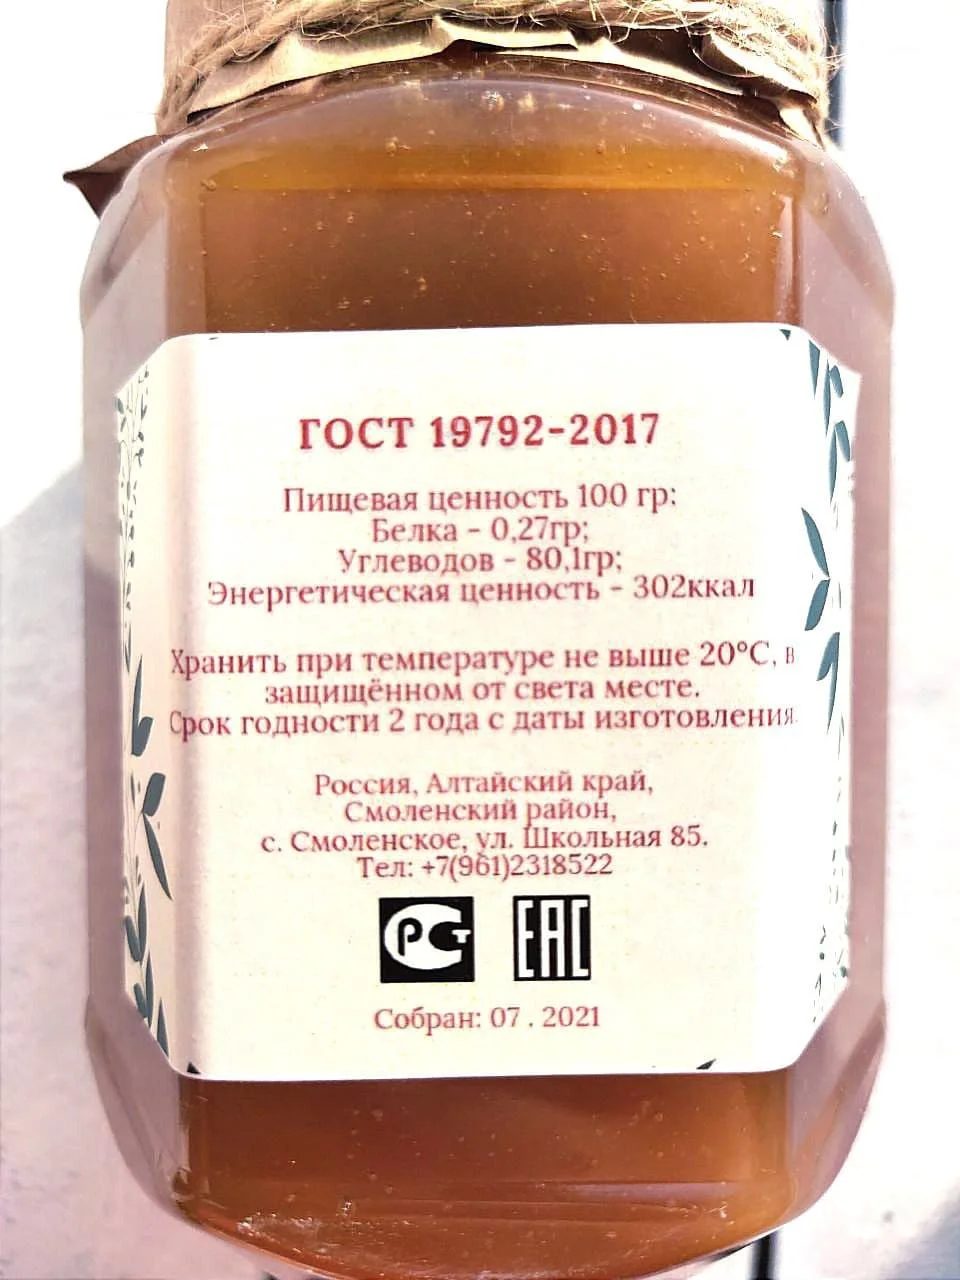 ГОСТ 19792-2017
Пищевая ценность 100 гр:
Белка - 0,27гр;
Углеводов - 80,1гр;
Энергетическая ценность - 302ккал
Хранить при температуре не выше 20°С, в
защищённом от света месте.
Срок годности 2 года с даты изготовления.
Россия, Алтайский край,
Смоленский район,
с. Смоленское, ул. Школьная 85.
Тел: +7(961)2318522
РСТ EAC
Собран: 07 . 2021